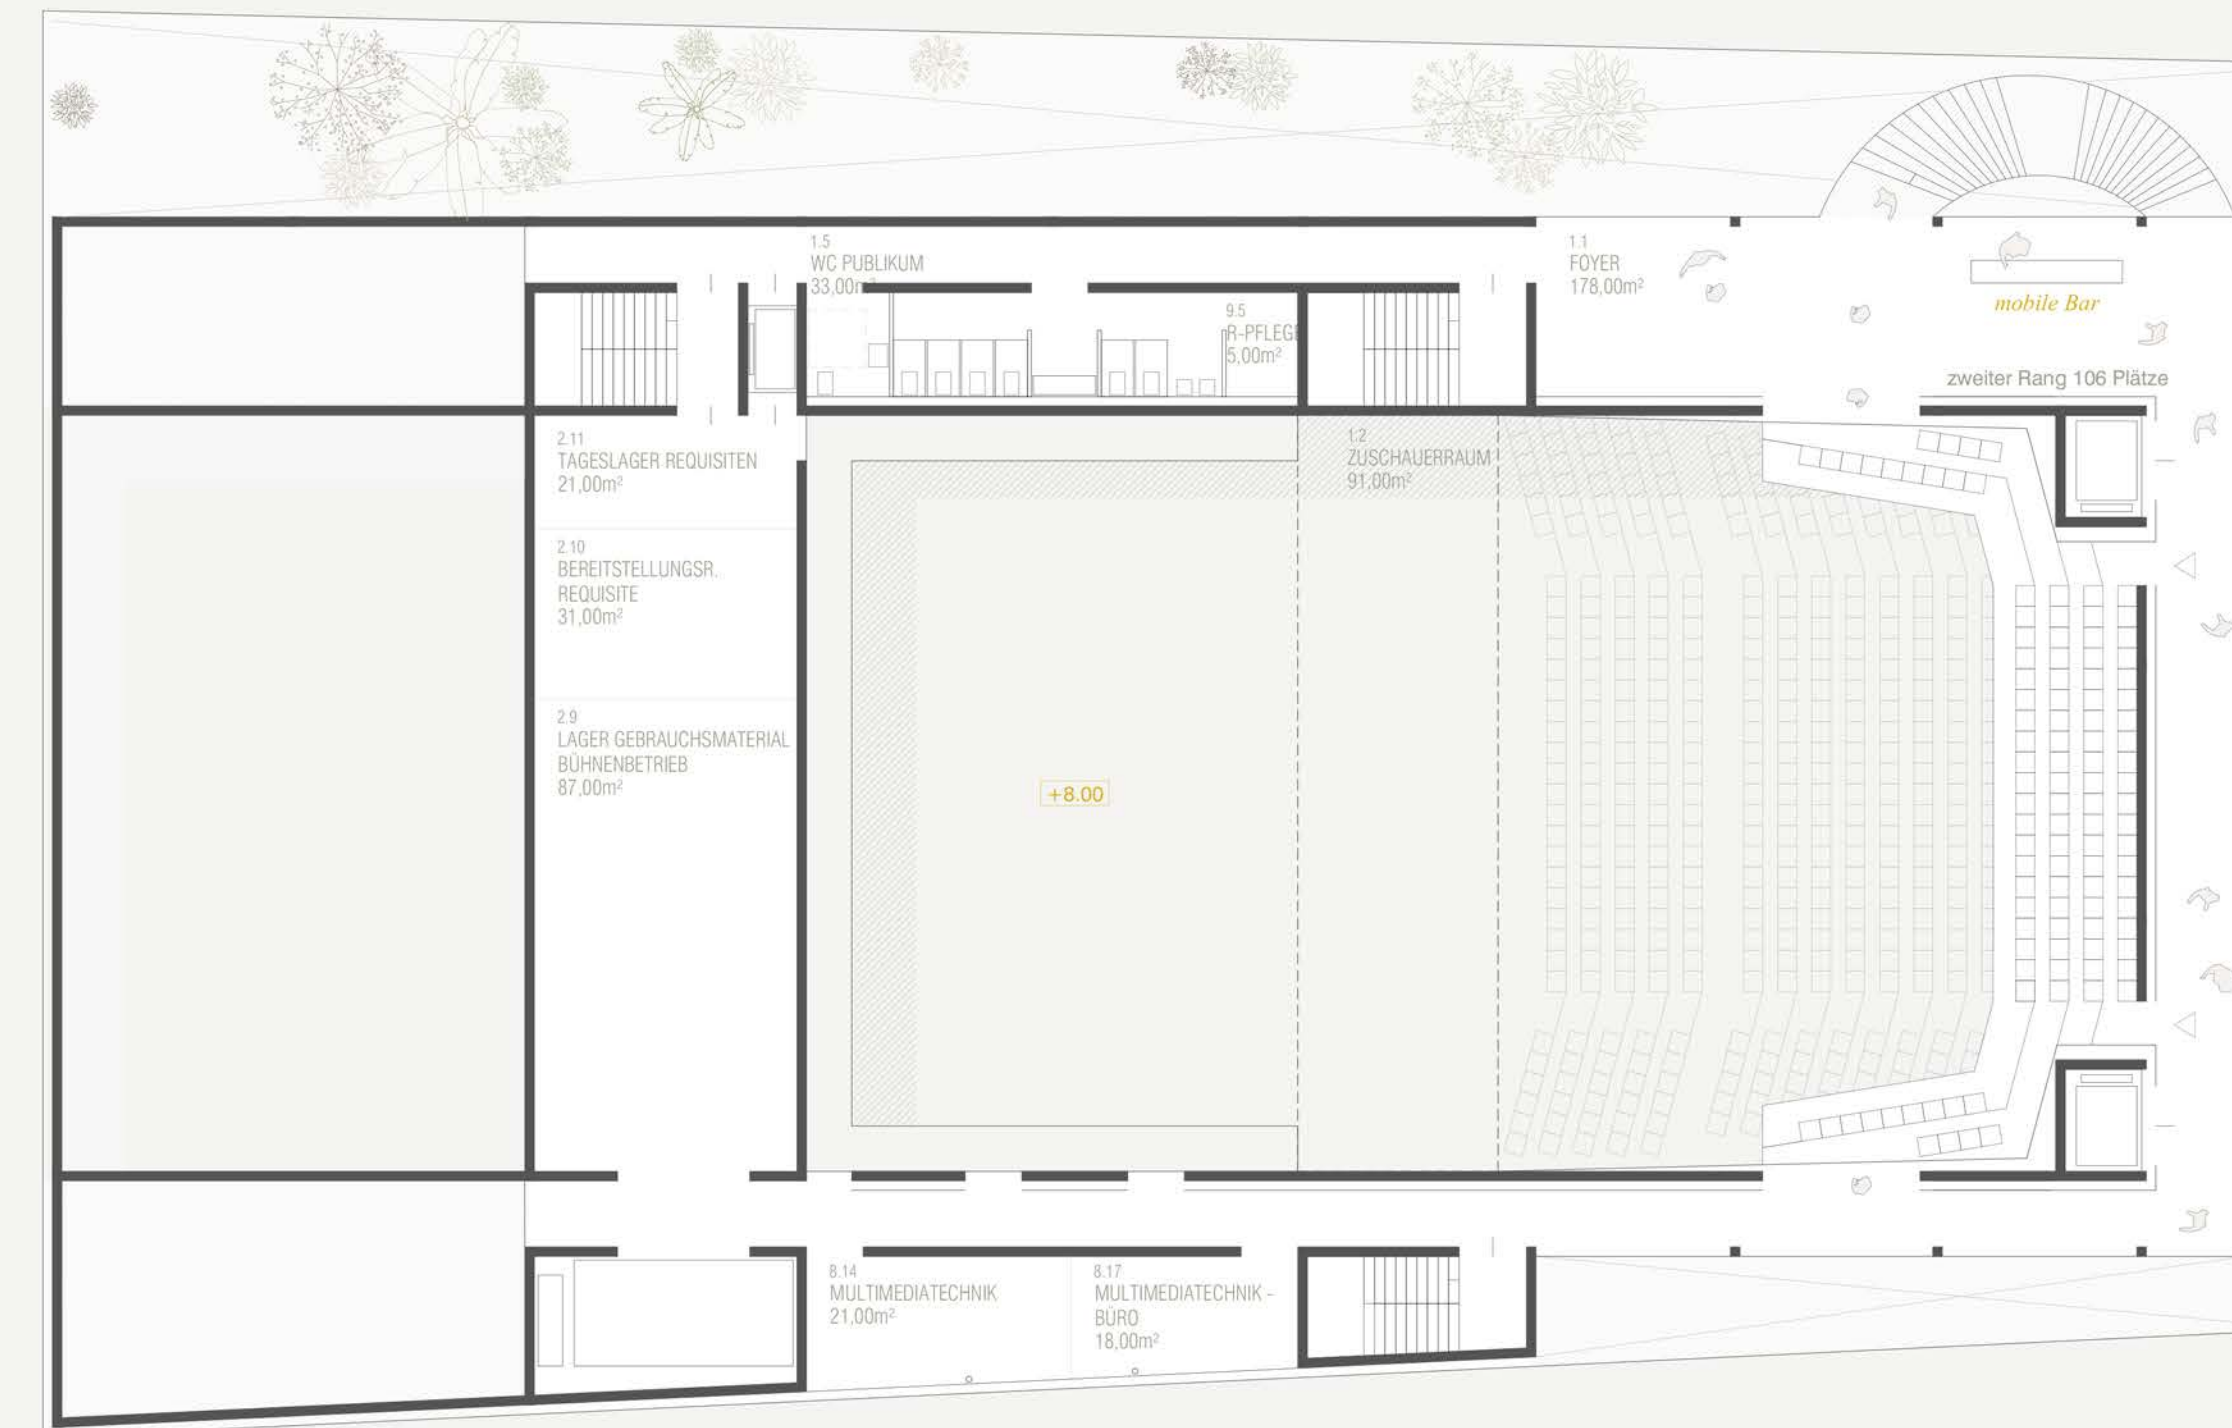 1.5
WC PUBLIKUM
33,00m²
1.1
FOYER
178,00m²
mobile Bar
9.5
R-PFLEGE
5,00m²
zweiter Rang 106 Plätze
2.11
TAGESLAGER REQUISITEN
21,00m²
1.2
ZUSCHAUERRAUM
91,00m²
2.10
BEREITSTELLUNGSR.
REQUISITE
31,00m²
2.9
LAGER GEBRAUCHSMATERIAL
BÜHNENBETRIEB
87,00m²
+8.00
8.14
MULTIMEDIATECHNIK
21,00m²
8.17
MULTIMEDIATECHNIK -
BÜRO
18,00m²